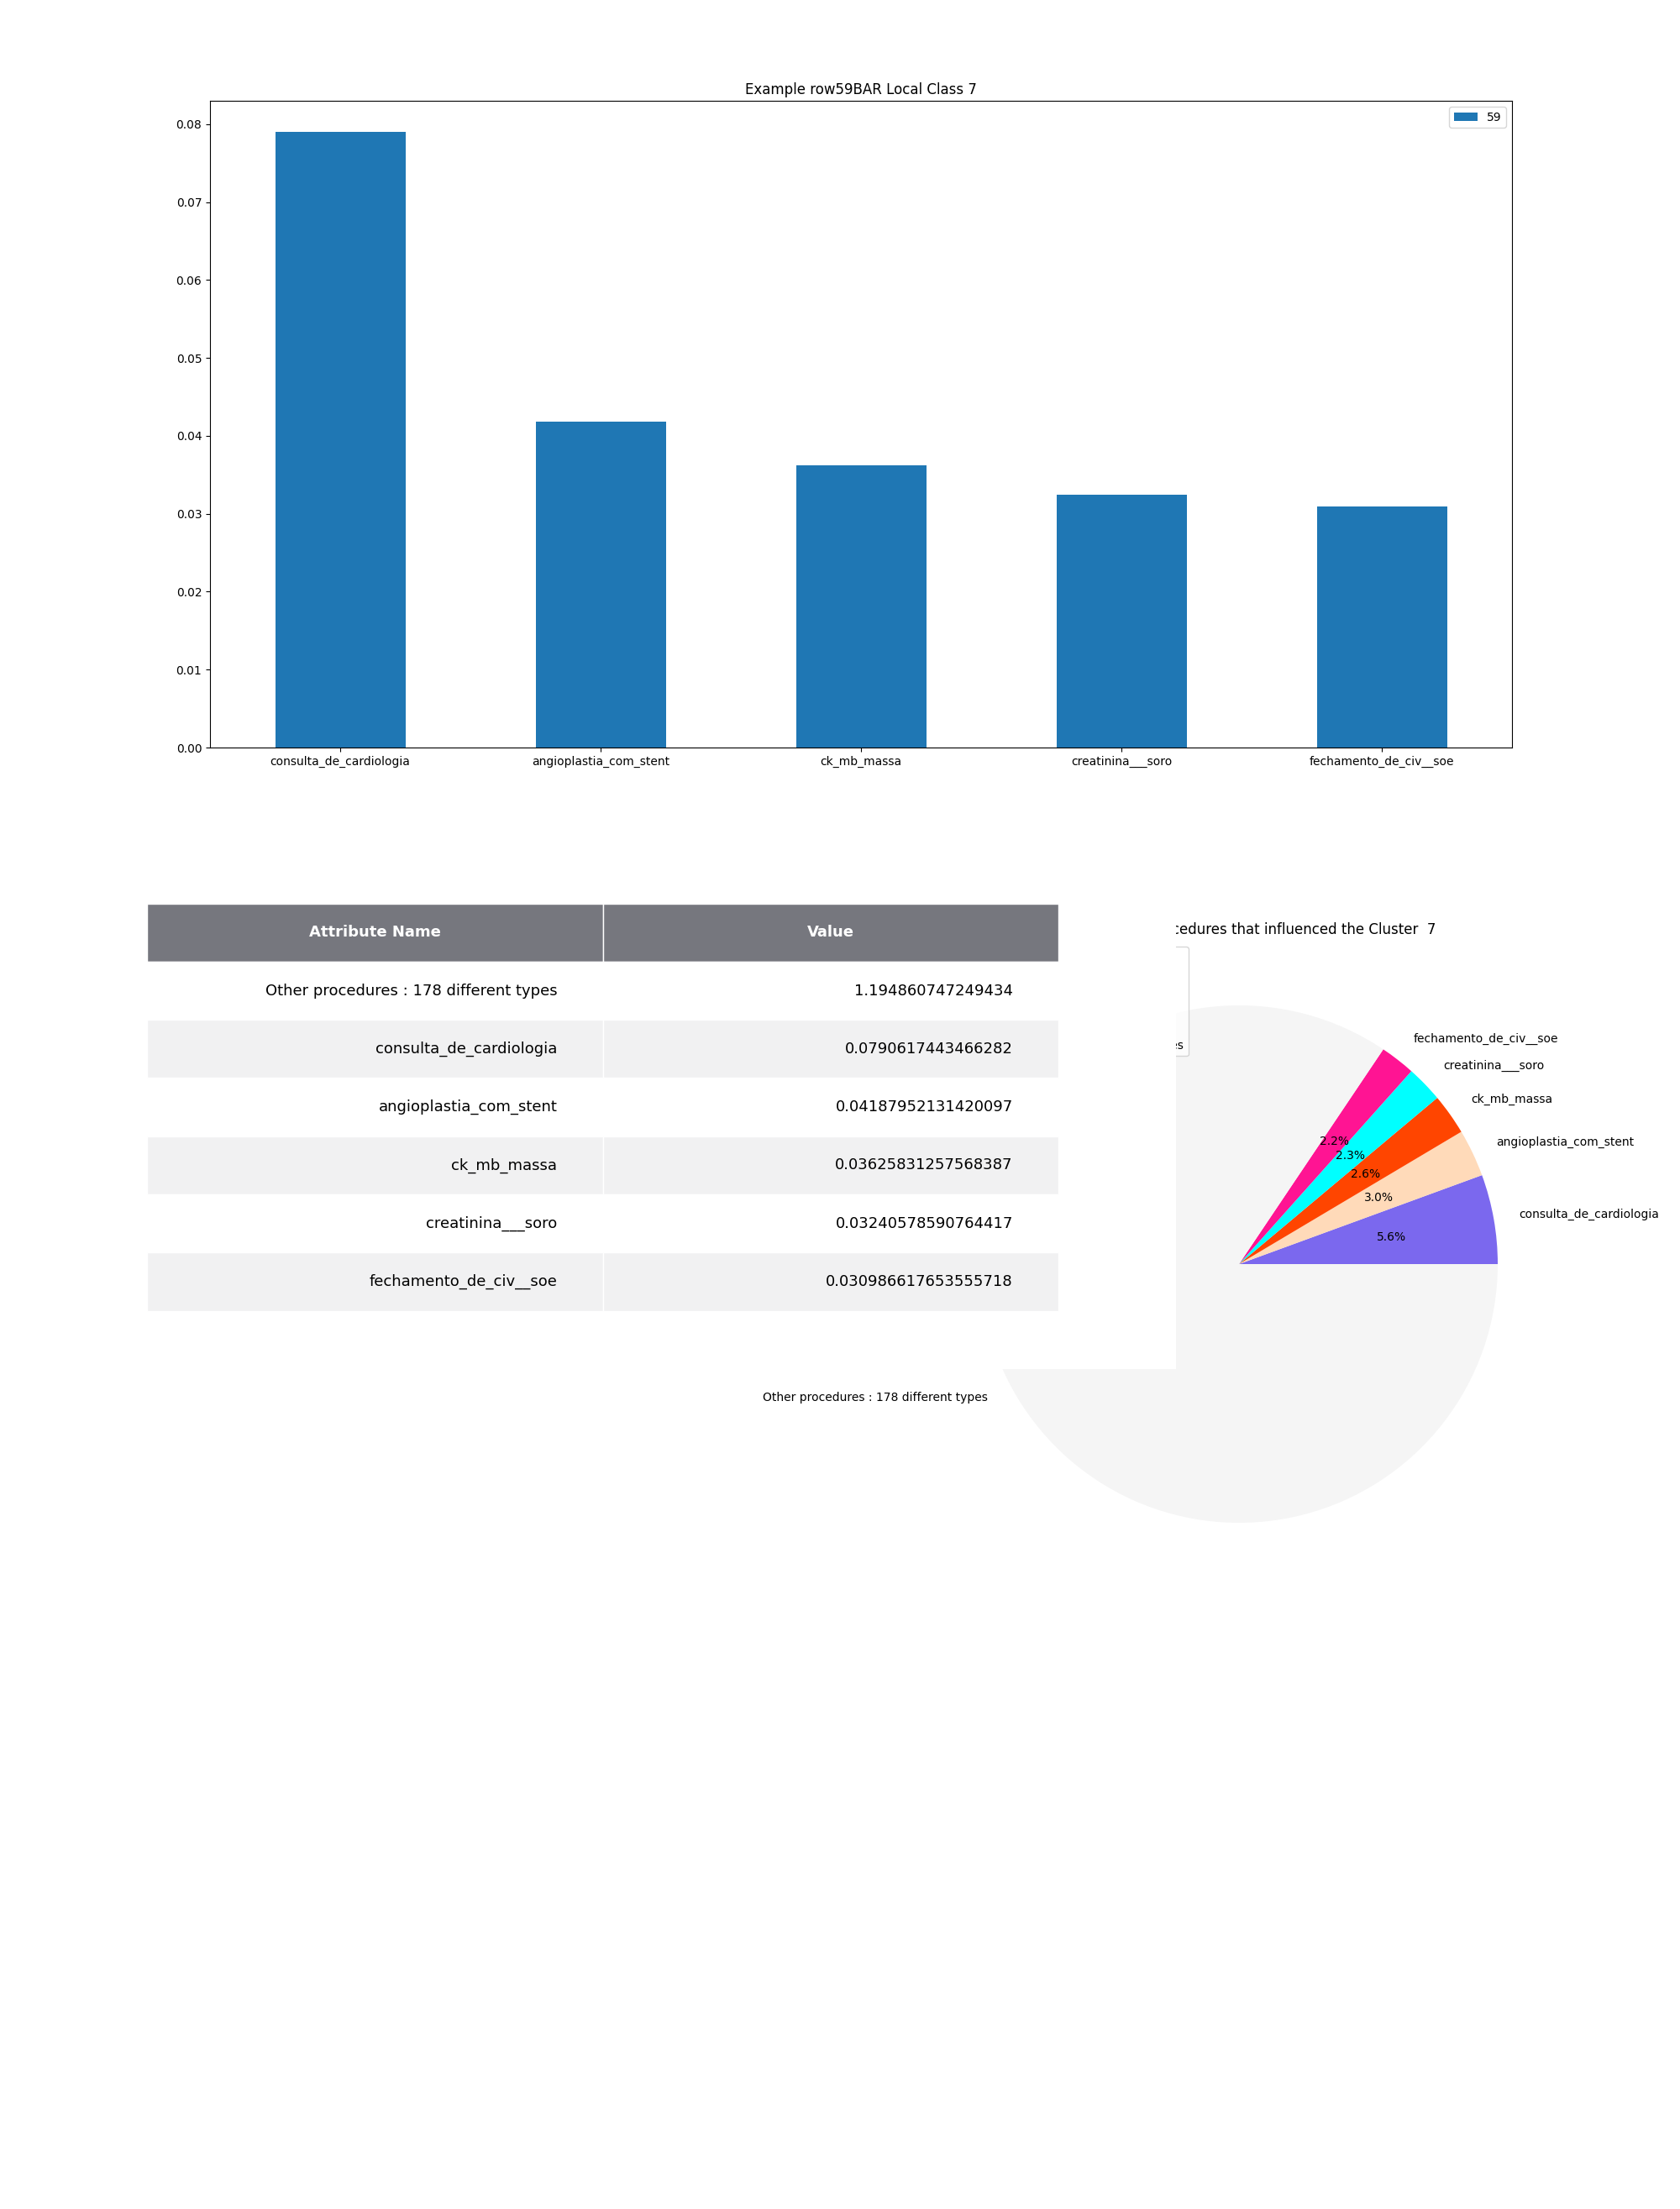 Example row59BAR Local Class 7
59
0.08
0.07
0.06
0.05
0.04
0.03
0.02
0.01
0.00
consulta_de_cardiologia angioplastia_com_stent ck_mb_massa creatinina___soro fechamento_de_civ__soe
Attribute Name Value
Other procedures : 178 different types 1.194860747249434
consulta_de_cardiologia 0.0790617443466282
angioplastia_com_stent 0.04187952131420097
ck_mb_massa 0.03625831257568387
creatinina___soro 0.03240578590764417
fechamento_de_civ__soe 0.030986617653555718
cedures that influenced the Cluster 7
es
fechamento_de_civ__soe
creatinina___soro
ck_mb_massa
angioplastia_com_stent
consulta_de_cardiologia
2.2%
2.3%
2.6%
3.0%
5.6%
Other procedures : 178 different types